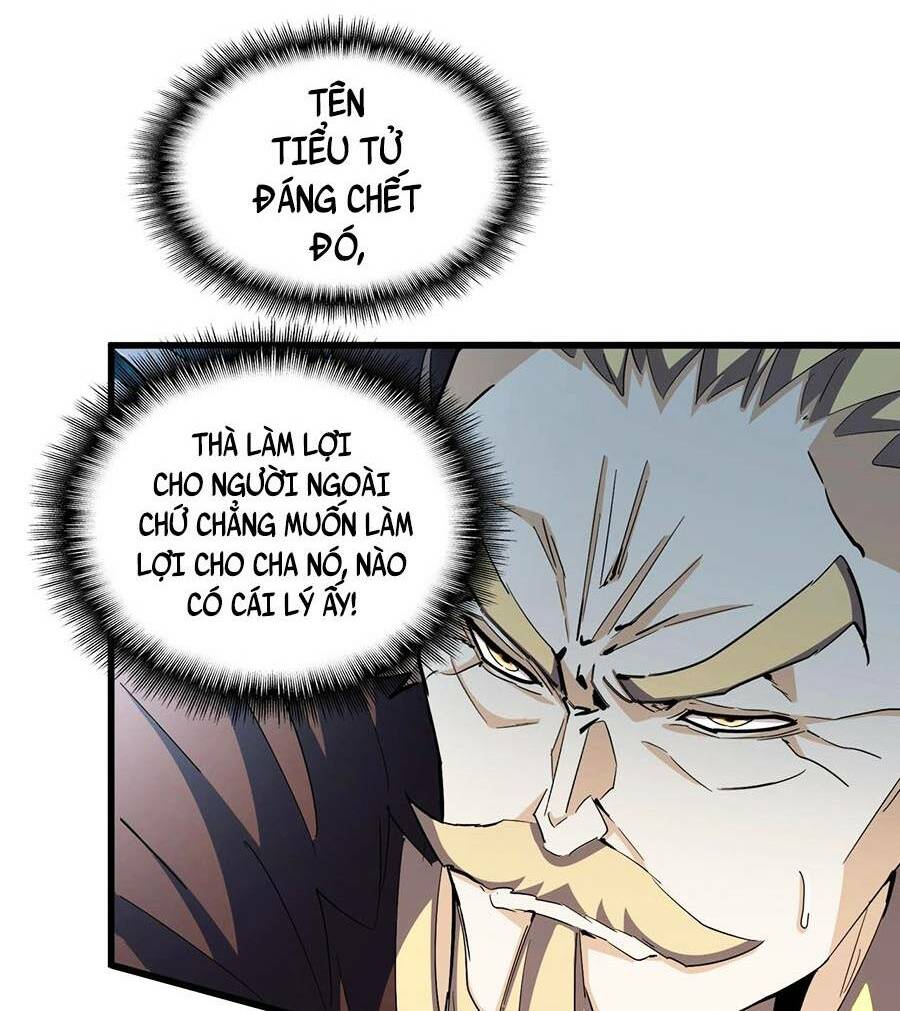 TÊN
TIỂU TỬ
ĐÁNG CHẾT
ĐÓ,
THÀ LÀM LỢI
CHO NGƯỜI NGOÀI
CHỨ CHẲNG MUỐN LÀM
LỢI CHO CHA NÓ, NÀO
CÓ CÁI LÝ ẤY!